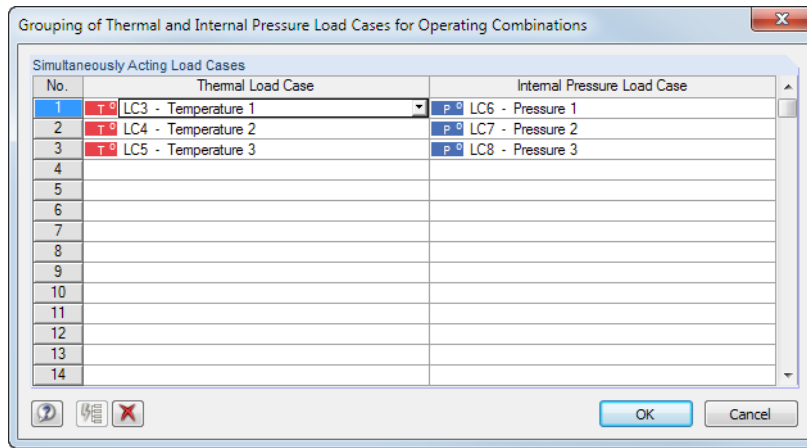 Grouping of Thermal and Internal Pressure Load Cases for Operating Combinations
Simultaneously Acting Load Cases
No. Thermal Load Case Internal Pressure Load Case
1 T o LC3 - Temperature 1 P o LC6 - Pressure 1
2 T o LC4 - Temperature 2 P o LC7 - Pressure 2
3 T o LC5 - Temperature 3 P o LC8 - Pressure 3
4
5
6
7
8
9
10
11
12
13
14
OK Cancel